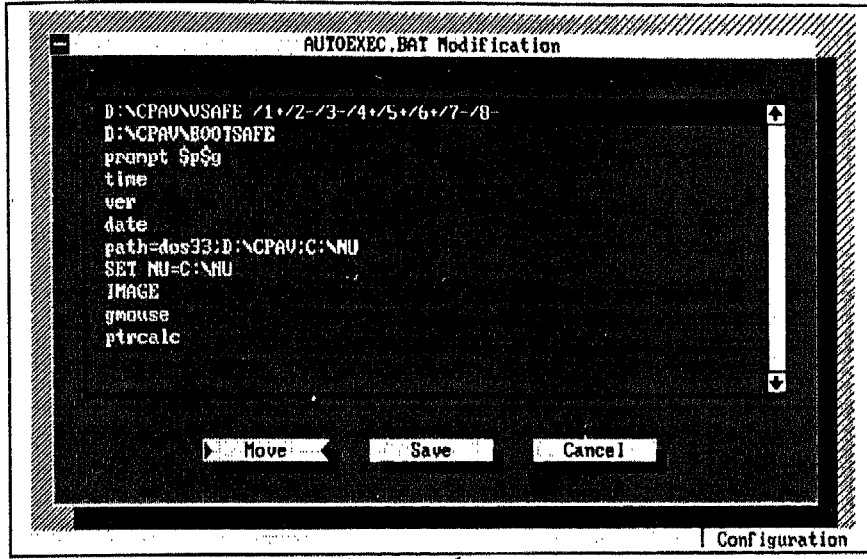 AUTOEXEC.BAT Modification
D:\CPAV\VSAFE /1+/2-/3-/4+/5+/6+/7-/8-
D:\CPAV\BOOTSAFE
prompt $p$g
time
ver
date
path=dos33;D:\CPAV;C:\NU
SET NU=C:\NU
IMAGE
gmouse
ptrcalc
Move Save Cancel
Configuration